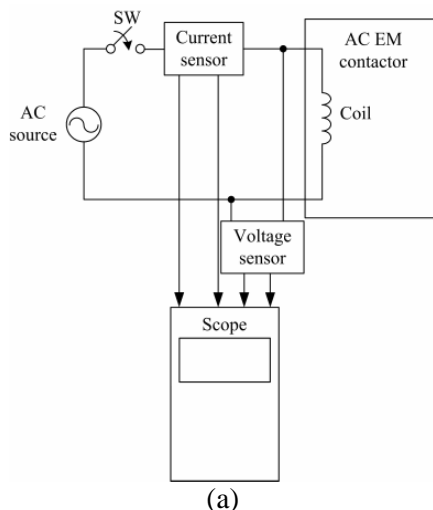 SW
Current
sensor
AC EM
contactor
AC
source
Coil
Voltage
sensor
Scope
(a)